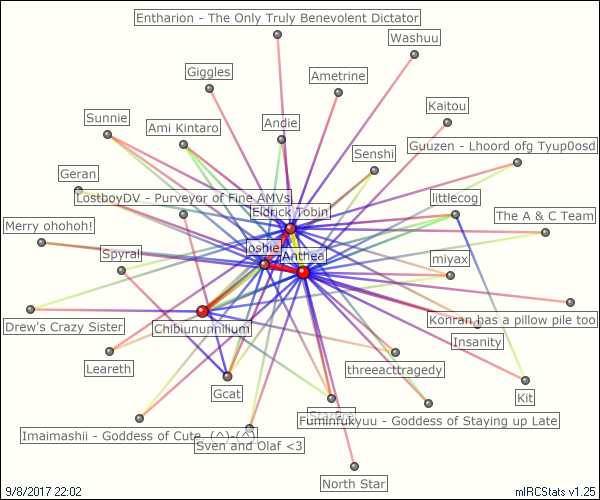 Entharion - The Only Truly Benevolent Dictator
Washuu
Giggles
Ametrine
Kaitou
Sunnie
Ami Kintaro
Andie
Guuzen - Lhoord ofg Tyup0osd
Senshi
Geran
LostboyDV - Purveyor of Fine AMVs
littlecog
Eldrick Tobin
The A & C Team
Merry ohohoh!
oshie
Spyral
Anthea
miyax
Drew's Crazy Sister
Chibiununnilium
Konran has a pillow pile too
Insanity
Leareth
threeacttragedy
Gcat
Kit
Fuminfukyuu - Goddess of Staying up Late
Imaimashii - Goddess of Cute, (^)-(^)
Sven and Olaf <3
North Star
9/8/2017 22:02
mIRCStats v1.25